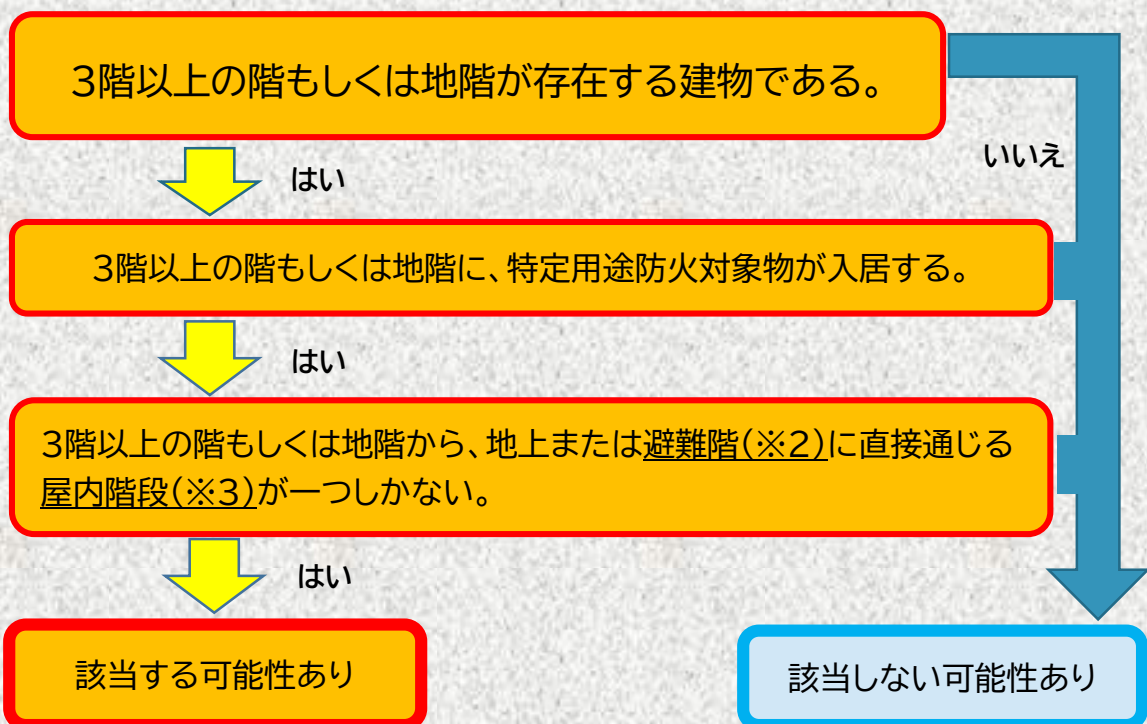 3階以上の階もしくは地階が存在する建物である。
いいえ
はい
3階以上の階もしくは地階に、特定用途防火対象物が入居する。
はい
3階以上の階もしくは地階から、地上または避難階(※2)に直接通じる
屋内階段(※3)が一つしかない。
はい
該当する可能性あり
該当しない可能性あり